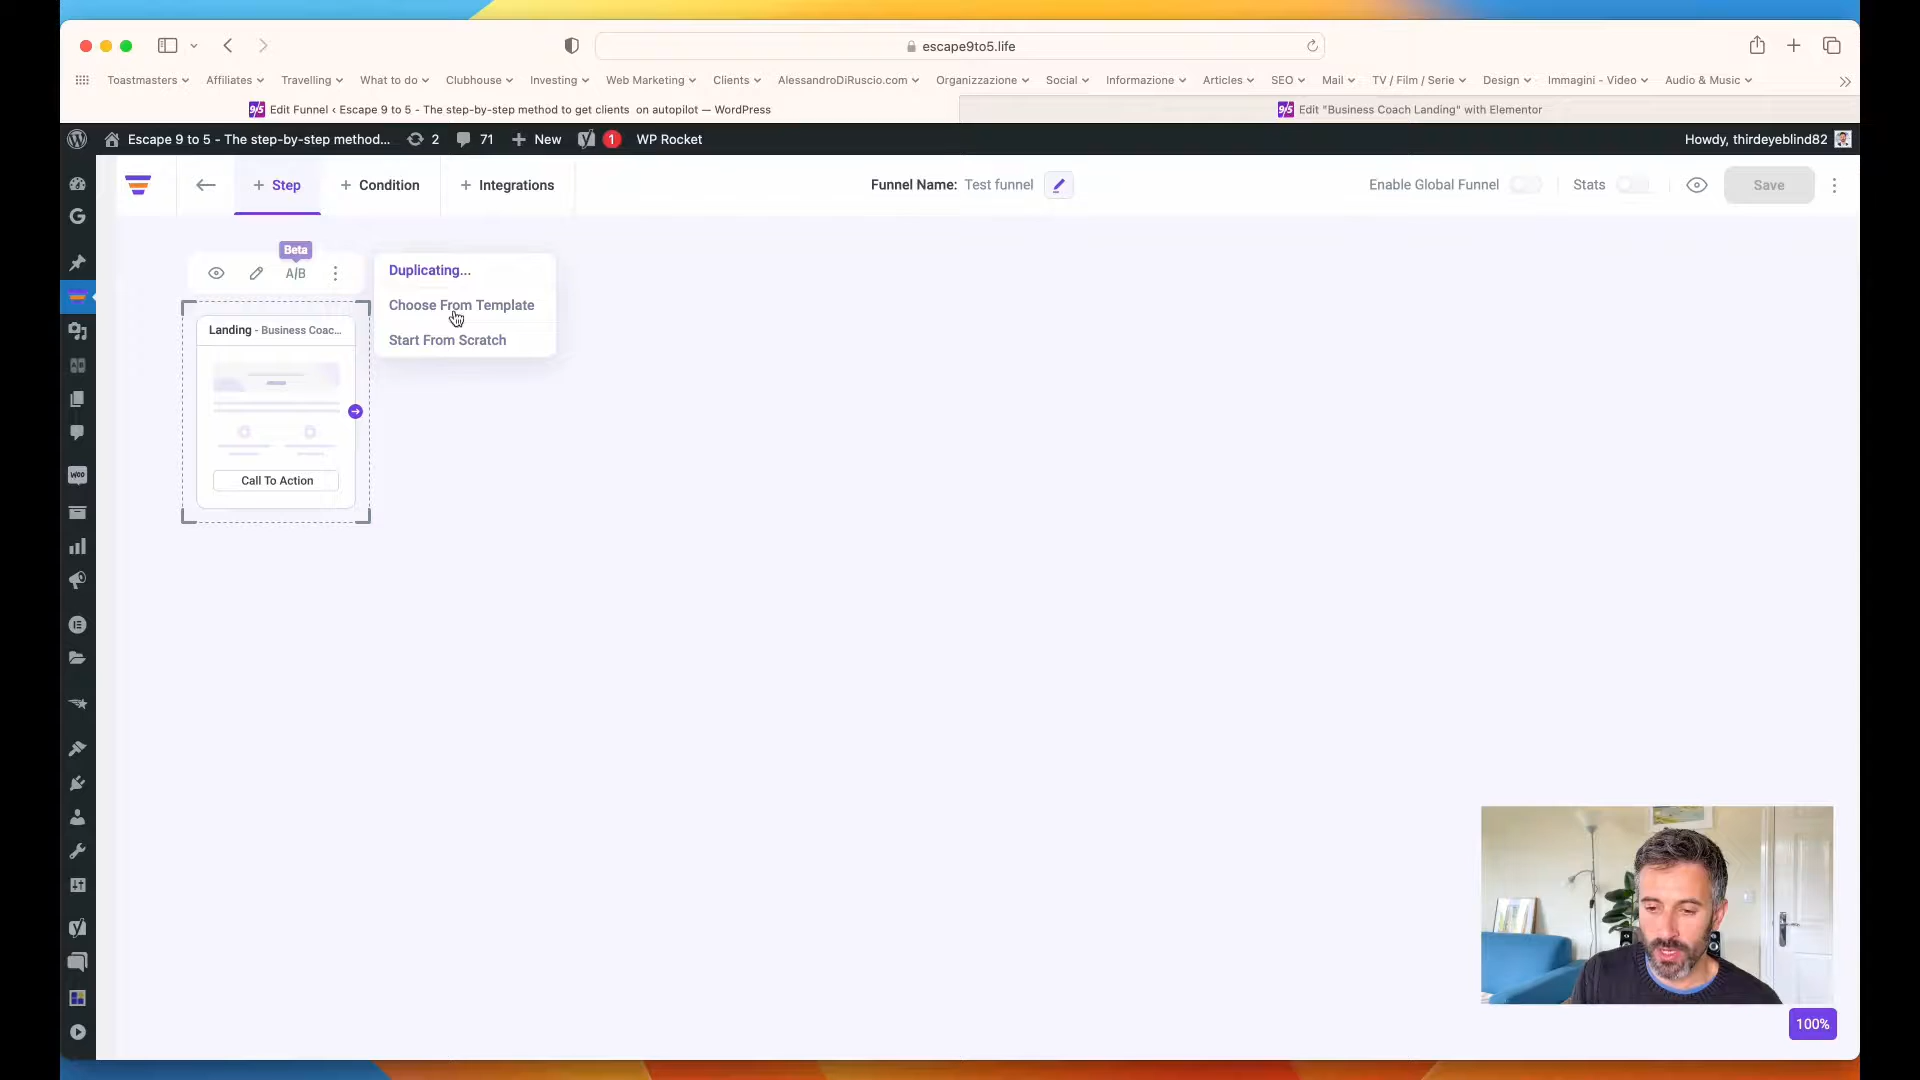 escape9to5.life
Toastmasters Affiliates Travelling What to do Clubhouse Investing Web Marketing Clients AlessandroDiRuscio.com Organizzazione Social Informazione Articles SEO Mail TV / Film / Serie Design Immagini - Video Audio & Music
9/5 Edit Funnel ‹ Escape 9 to 5 - The step-by-step method to get clients on autopilot — WordPress
9/5 Edit "Business Coach Landing" with Elementor
Escape 9 to 5 - The step-by-step method... 2 71 + New 1 WP Rocket
Howdy, thirdeyeblind82
+ Step + Condition + Integrations
Funnel Name: Test funnel
Enable Global Funnel Stats Save
Beta
A/B
Duplicating...
Choose From Template
Start From Scratch
Landing - Business Coac...
Call To Action
Woo
100%